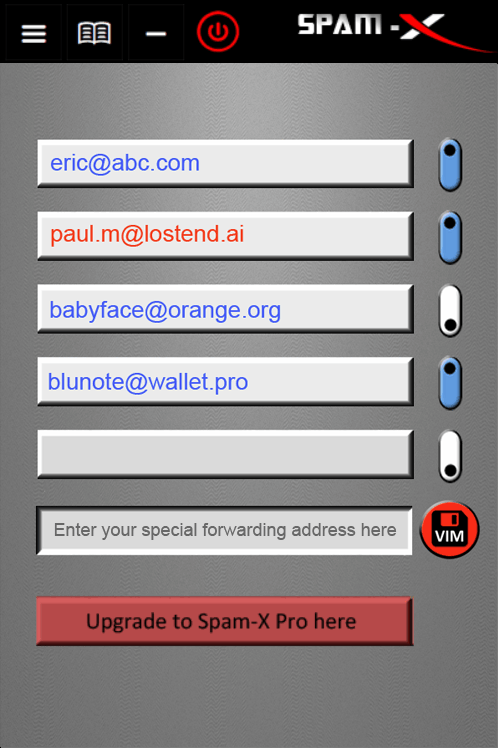 SPAM-X
eric@abc.com
paul.m@lostend.ai
babyface@orange.org
blunote@wallet.pro
Enter your special forwarding address here
VIM
Upgrade to Spam-X Pro here